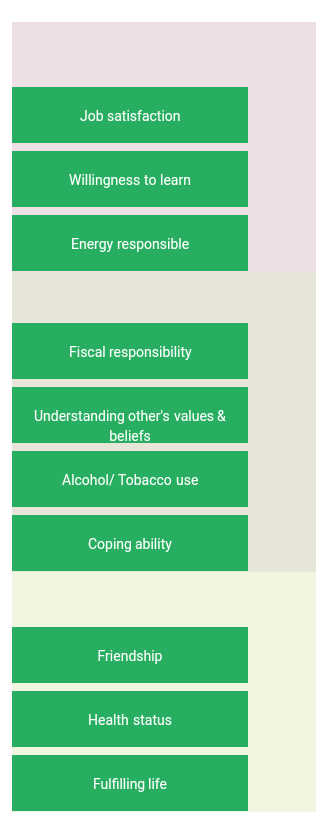 Job satisfaction
Willingness to learn
Energy responsible
Fiscal responsibility
Understanding other's values &
beliefs
Alcohol/ Tobacco use
Coping ability
Friendship
Health status
Fulfilling life